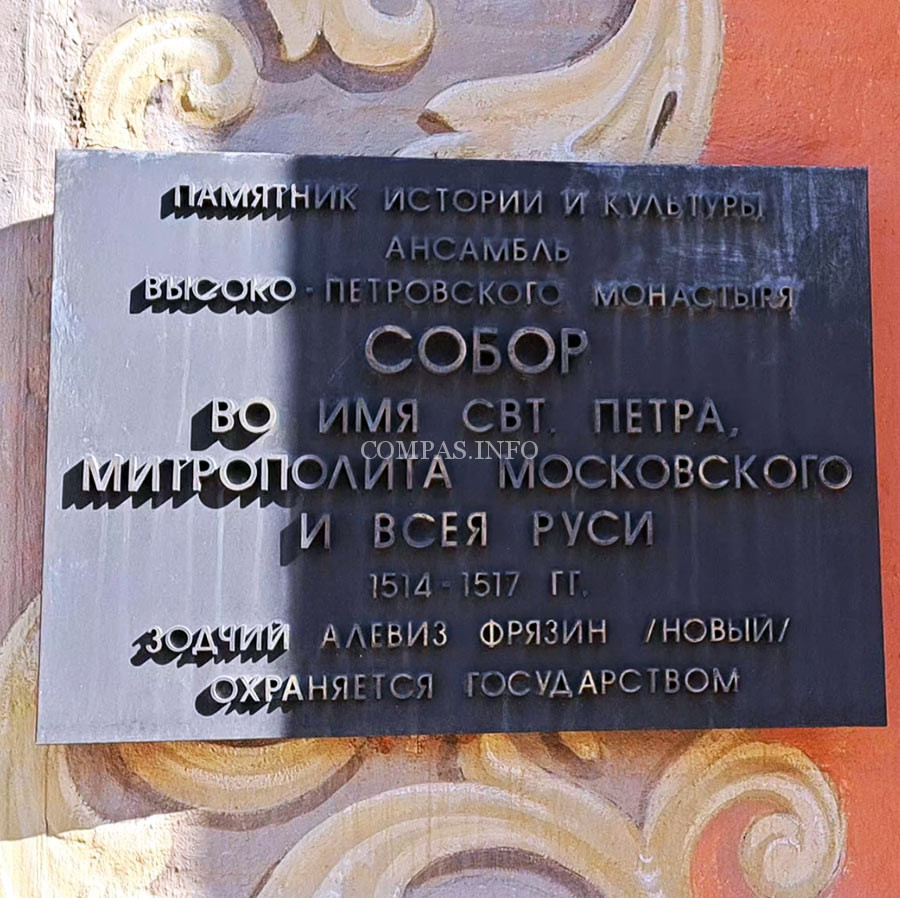 ПАМЯТНИК ИСТОРИИ И КУЛЬТУРЫ
АНСАМБЛЬ
ВЫСОКО - ПЕТРОВСКОГО МОНАСТЫРЯ
СОБОР
ВО ИМЯ СВТ. ПЕТРА,
COMPAS.INFO
МИТРОПОЛИТА МОСКОВСКОГО
И ВСЕЯ РУСИ
1514 - 1517 ГГ.
ЗОДЧИЙ АЛЕВИЗ ФРЯЗИН /НОВЫЙ/
ОХРАНЯЕТСЯ ГОСУДАРСТВОМ